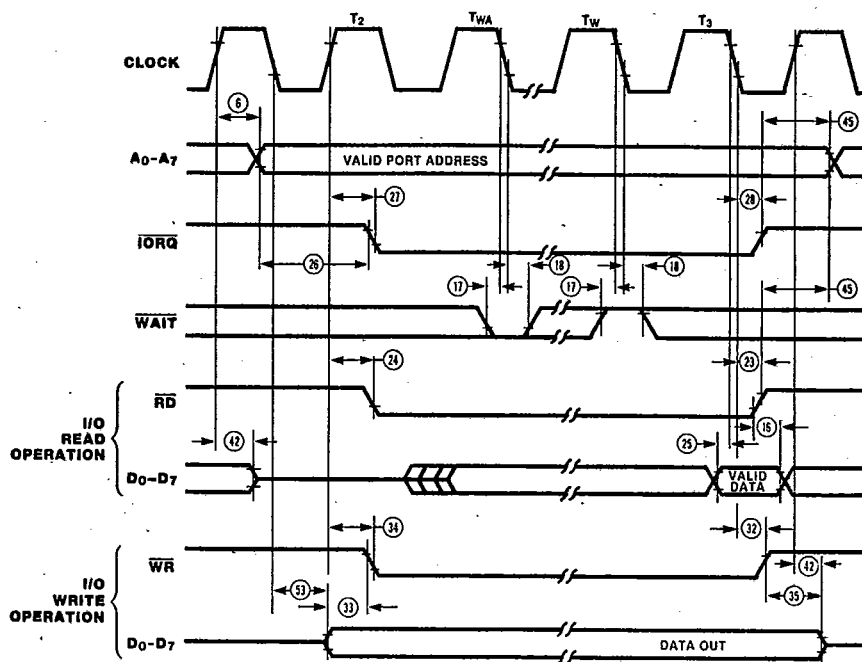 T2 TWA TW T3
CLOCK
6 45
A0–A7 VALID PORT ADDRESS
27 28
IORQ
26
17 18 17 18 45
WAIT
24 23
RD
I/O
READ
OPERATION
42 25 16
D0–D7 VALID
DATA
34 32
WR
42
I/O
WRITE
OPERATION
53 33 35
D0–D7 DATA OUT